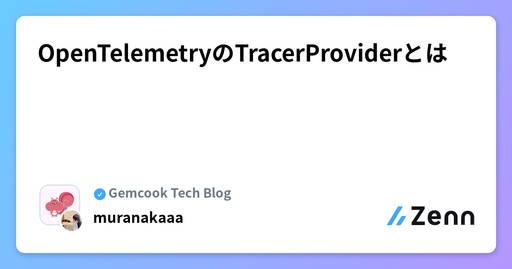 OpenTelemetryのTracerProviderとは
Gemcook Tech Blog
muranakaaa
Zenn